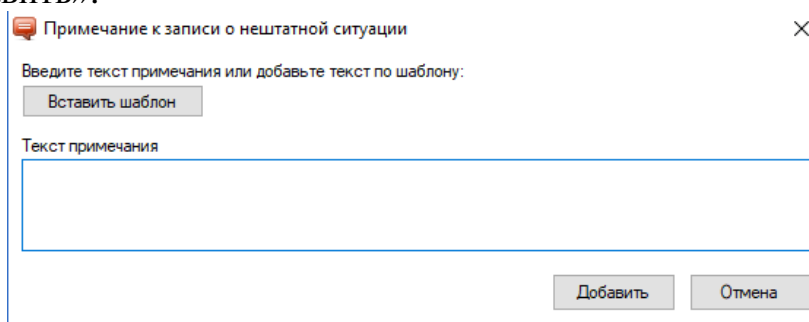 Примечание к записи о нештатной ситуации
Введите текст примечания или добавьте текст по шаблону:
Вставить шаблон
Текст примечания
Добавить Отмена